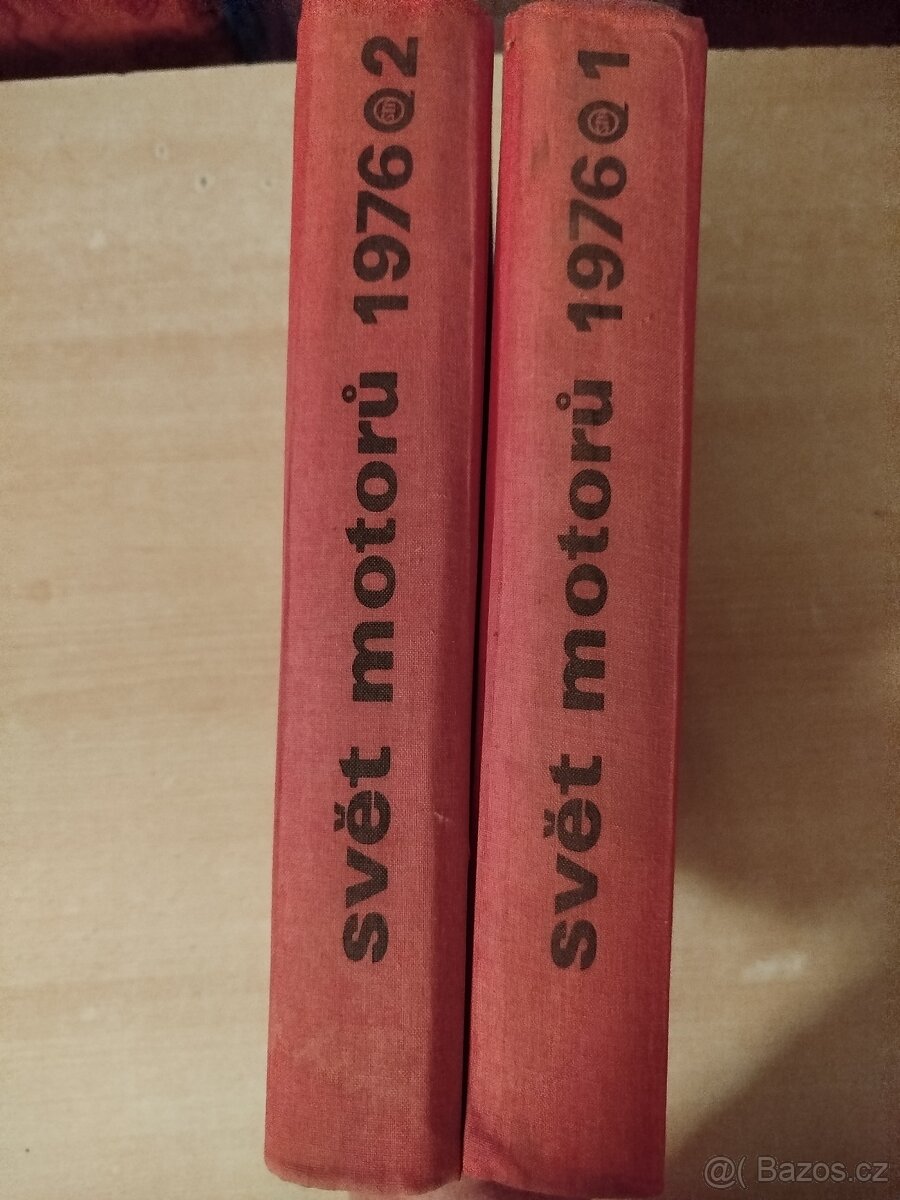 svět motorů 1976 2
svět motorů 1976 1
@( Bazos.cz